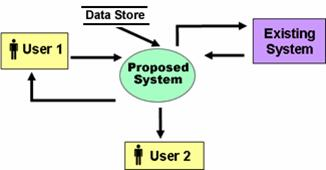 Data Store
User 1
Proposed
System
Existing
System
User 2